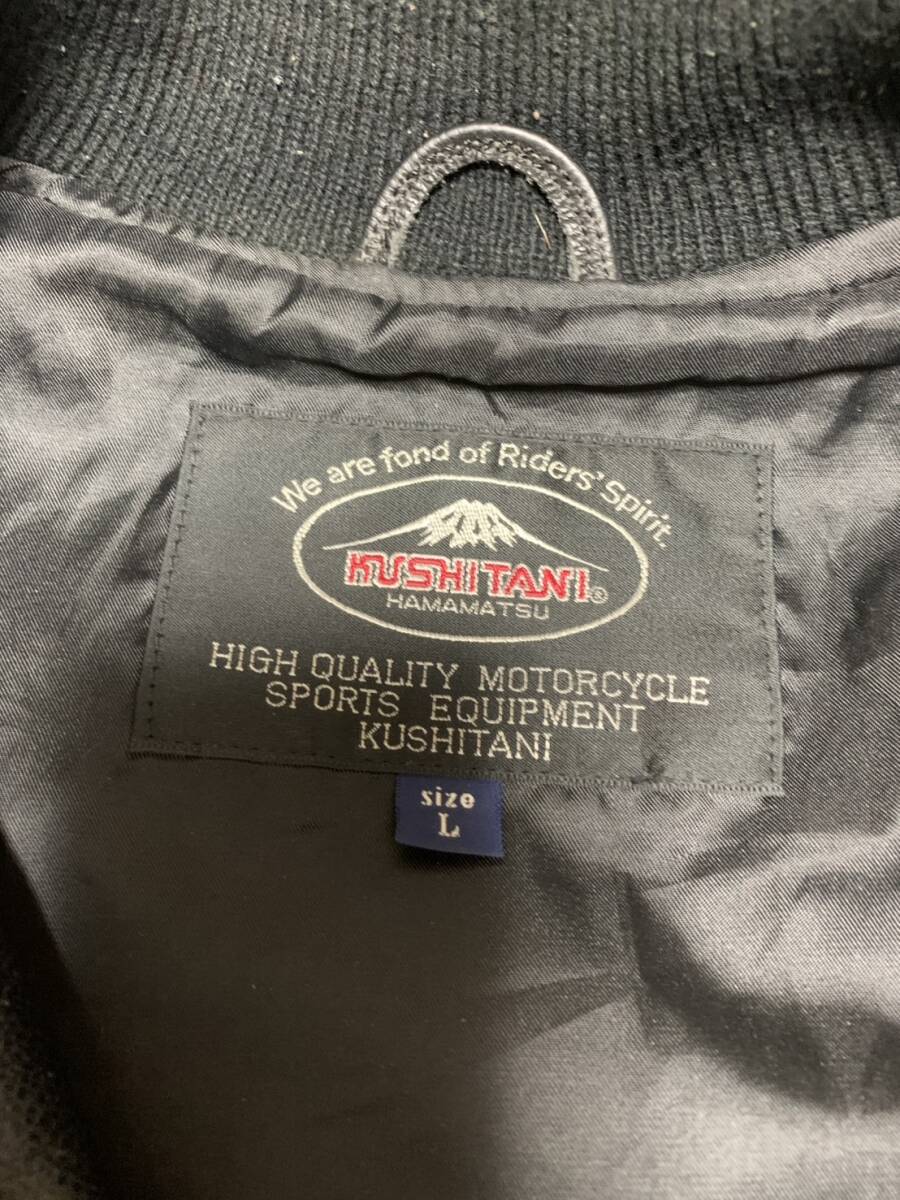 We are fond of Riders' Spirit.
KUSHITANI®
HAMAMATSU
HIGH QUALITY MOTORCYCLE
SPORTS EQUIPMENT
KUSHITANI
size
L